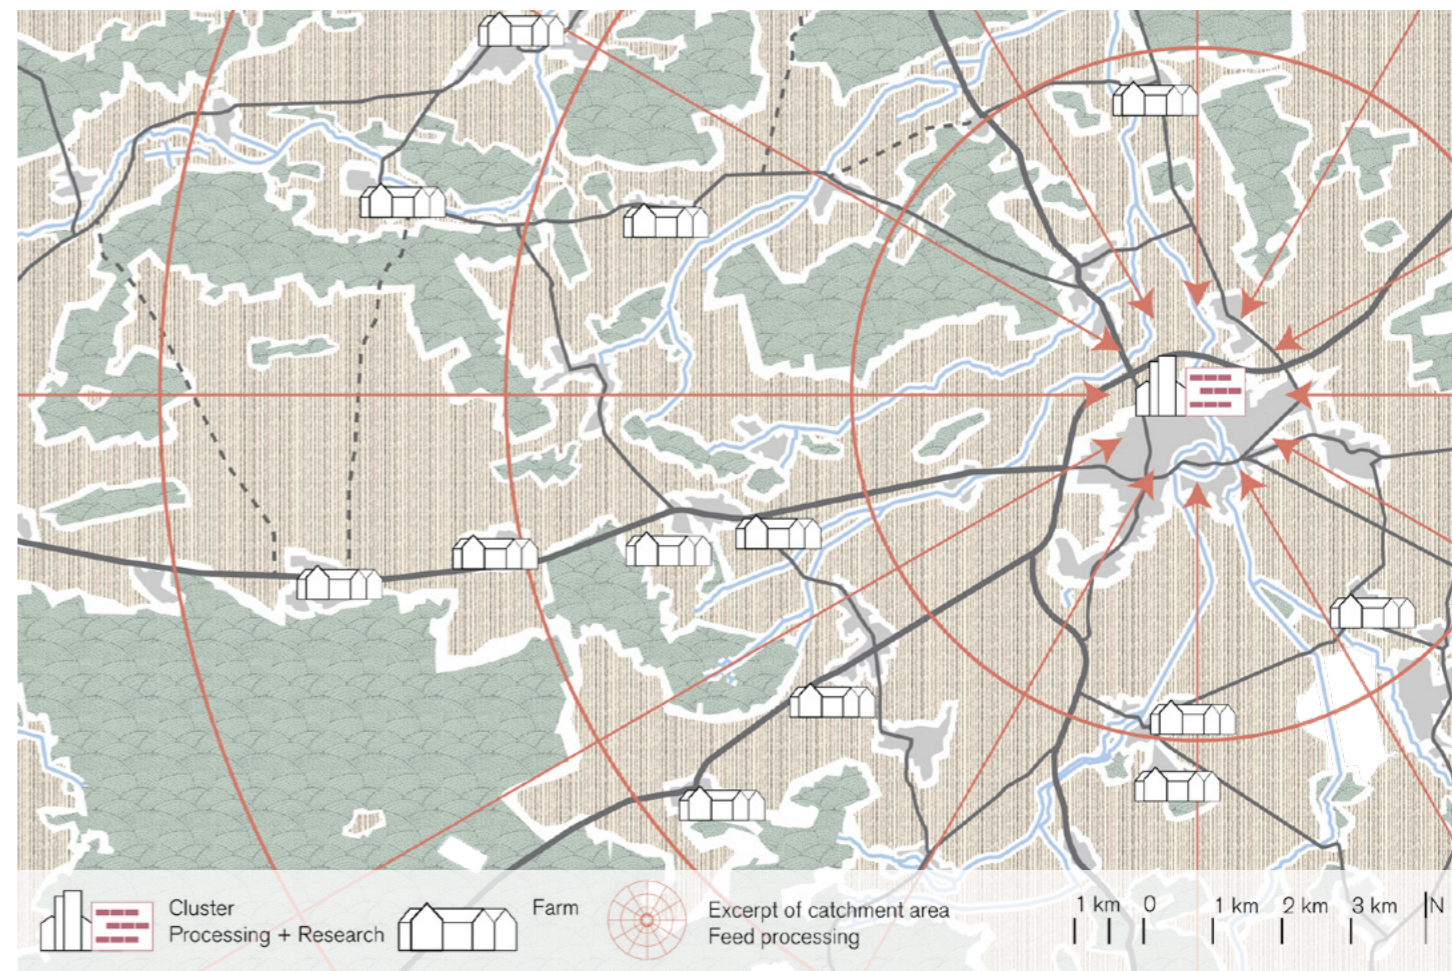 Cluster
Processing + Research
Farm
Excerpt of catchment area
Feed processing
1 km 0 1 km 2 km 3 km N